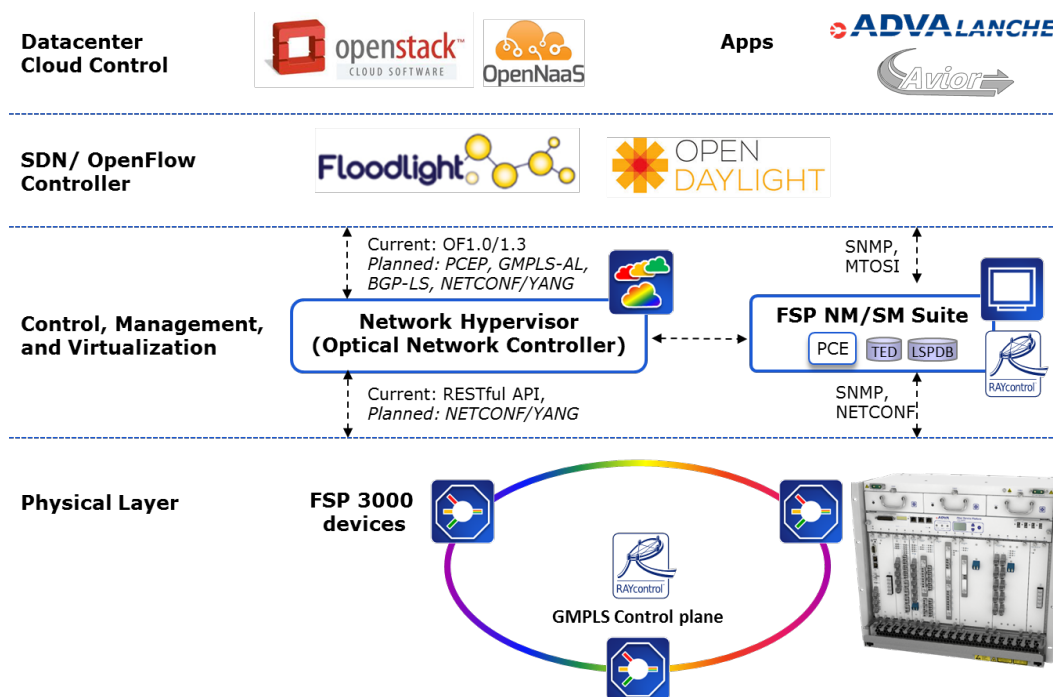 Datacenter
Cloud Control
openstack™
CLOUD SOFTWARE
OpenNaaS
Apps
ADVALANCHE
Avior
SDN/ OpenFlow
Controller
Floodlight
OPEN
DAYLIGHT
Current: OF1.0/1.3
Planned: PCEP, GMPLS-AL,
BGP-LS, NETCONF/YANG
SNMP,
MTOSI
Control, Management,
and Virtualization
Network Hypervisor
(Optical Network Controller)
FSP NM/SM Suite
PCE
TED
LSPDB
RAYcontrol
Current: RESTful API,
Planned: NETCONF/YANG
SNMP,
NETCONF
Physical Layer
FSP 3000
devices
RAYcontrol
GMPLS Control plane
ADVA